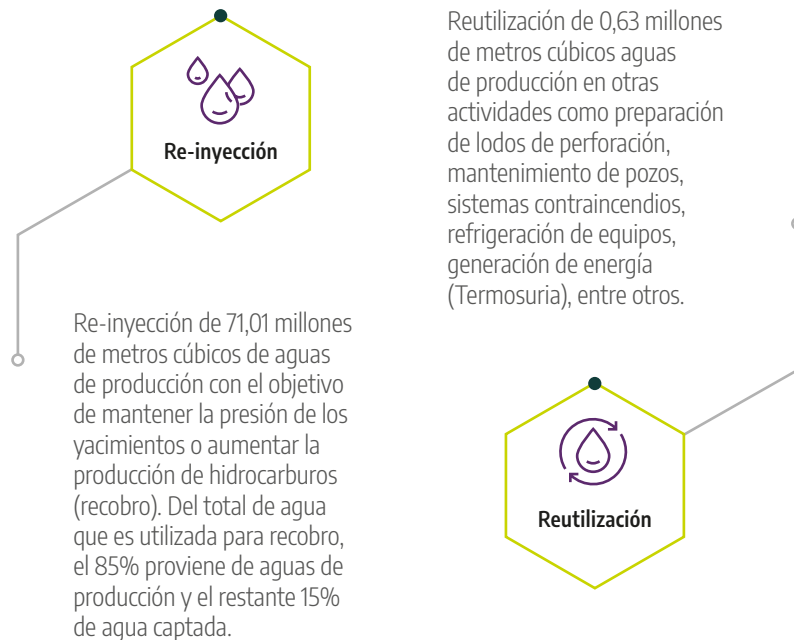 Re-inyección
Re-inyección de 71,01 millones
de metros cúbicos de aguas
de producción con el objetivo
de mantener la presión de los
yacimientos o aumentar la
producción de hidrocarburos
(recobro). Del total de agua
que es utilizada para recobro,
el 85% proviene de aguas de
producción y el restante 15%
de agua captada.
Reutilización de 0,63 millones
de metros cúbicos aguas
de producción en otras
actividades como preparación
de lodos de perforación,
mantenimiento de pozos,
sistemas contraincendios,
refrigeración de equipos,
generación de energía
(Termosuria), entre otros.
Reutilización